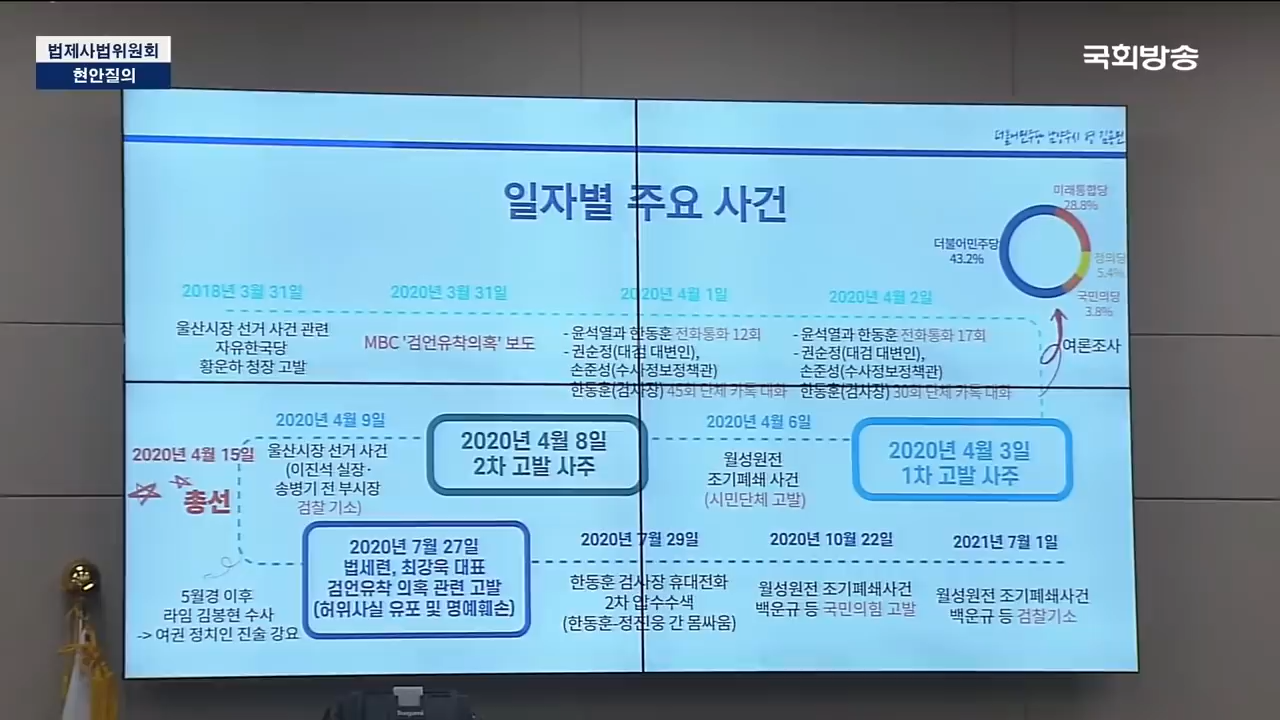 법제사법위원회
현안질의
국회방송
더불어민주당 남양주시 병 김용민
일자별 주요 사건
미래통합당
28.8%
더불어민주당
43.2%
정의당
5.4%
국민의당
3.8%
여론조사
2018년 3월 31일
울산시장 선거 사건 관련
자유한국당
황운하 청장 고발
2020년 3월 31일
MBC '검언유착의혹' 보도
2020년 4월 1일
- 윤석열과 한동훈 전화통화 12회
- 권순정(대검 대변인),
손준성(수사정보정책관)
한동훈(검사장) 45회 단체 카톡 대화
2020년 4월 2일
- 윤석열과 한동훈 전화통화 17회
- 권순정(대검 대변인),
손준성(수사정보정책관)
한동훈(검사장) 30회 단체 카톡 대화
2020년 4월 3일
1차 고발 사주
2020년 4월 6일
월성원전
조기폐쇄 사건
(시민단체 고발)
2020년 4월 8일
2차 고발 사주
2020년 4월 9일
울산시장 선거 사건
(이진석 실장·
송병기 전 부시장
검찰 기소)
2020년 4월 15일
총선
5월경 이후
라임 김봉현 수사
-> 여권 정치인 진술 강요
2020년 7월 27일
법세련, 최강욱 대표
검언유착 의혹 관련 고발
(허위사실 유포 및 명예훼손)
2020년 7월 29일
한동훈 검사장 휴대전화
2차 압수수색
(한동훈-정진웅 간 몸싸움)
2020년 10월 22일
월성원전 조기폐쇄사건
백운규 등 국민의힘 고발
2021년 7월 1일
월성원전 조기폐쇄사건
백운규 등 검찰기소